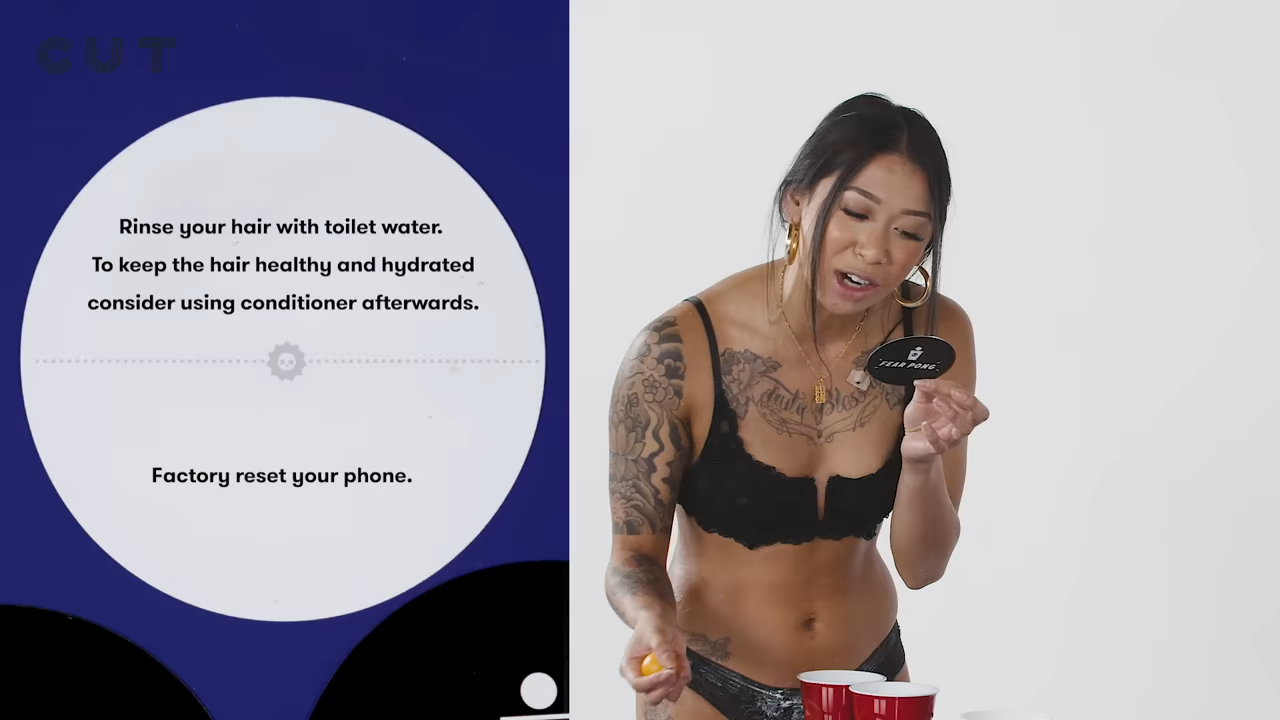 CUT
Rinse your hair with toilet water.
To keep the hair healthy and hydrated
consider using conditioner afterwards.
Factory reset your phone.
FEAR PONG